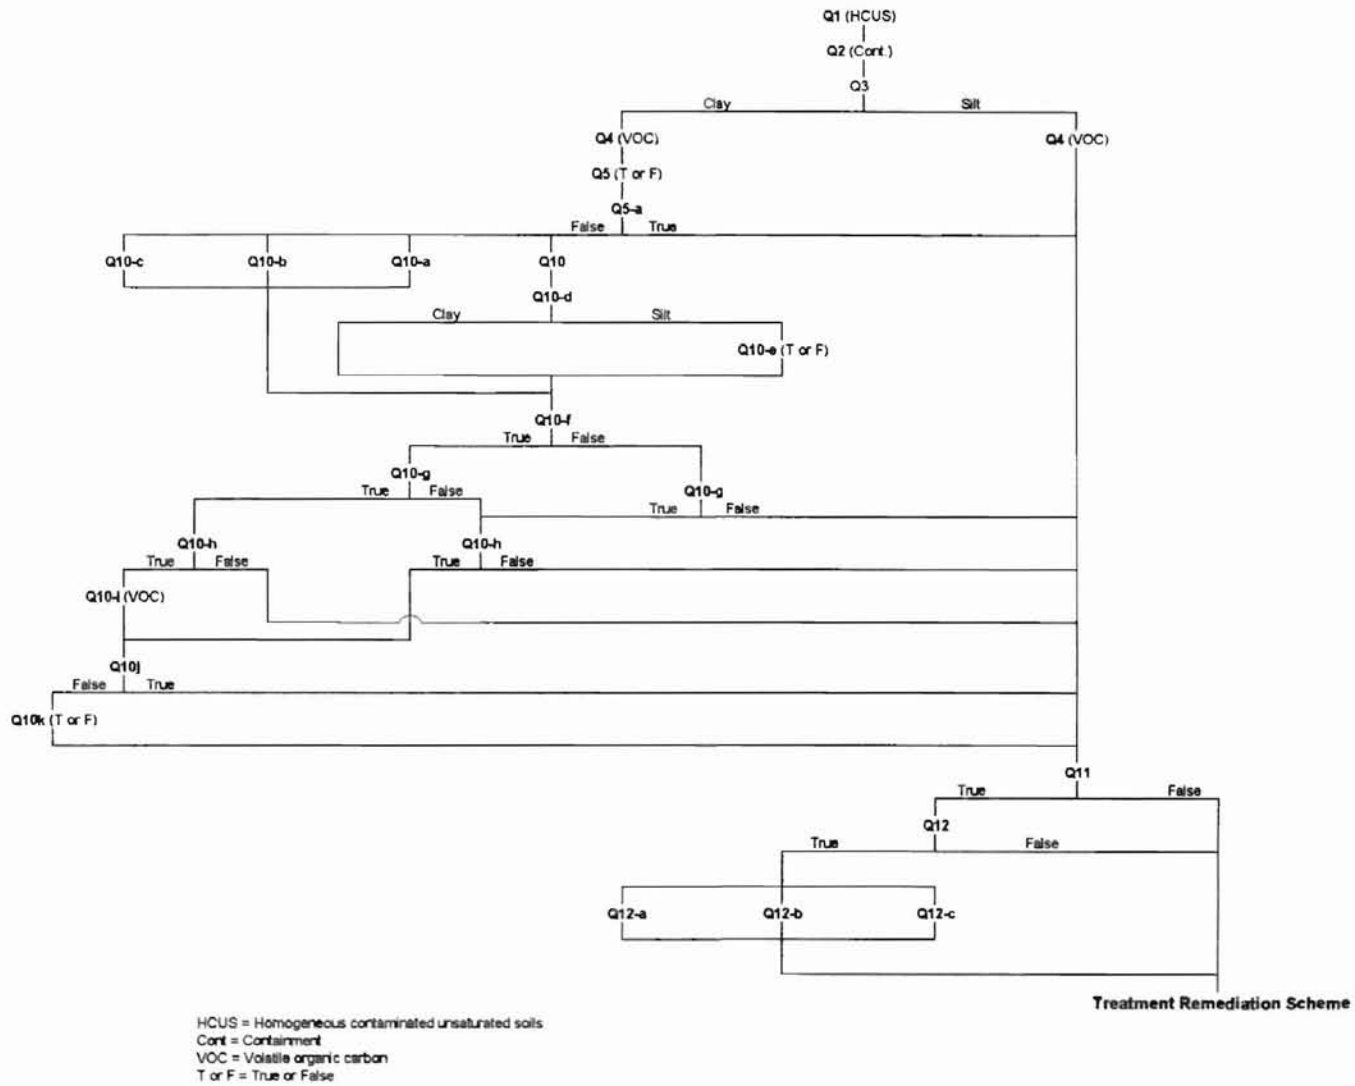 Q1 (HCUS)
Q2 (Cont.)
Q3
Clay Silt
Q4 (VOC) Q4 (VOC)
Q5 (T or F)
Q5-a
False True
Q10-c Q10-b Q10-a Q10
Q10-d
Clay Silt
Q10-e (T or F)
Q10-f
True False
Q10-g
Q10-g
True False
True False
Q10-h Q10-h
True False True False
Q10-i (VOC)
Q10j
False True
Q10k (T or F)
Q11
True False
Q12
True False
Q12-a Q12-b Q12-c
Treatment Remediation Scheme
HCUS = Homogeneous contaminated unsaturated soils
Cont = Containment
VOC = Volatile organic carbon
T or F = True or False